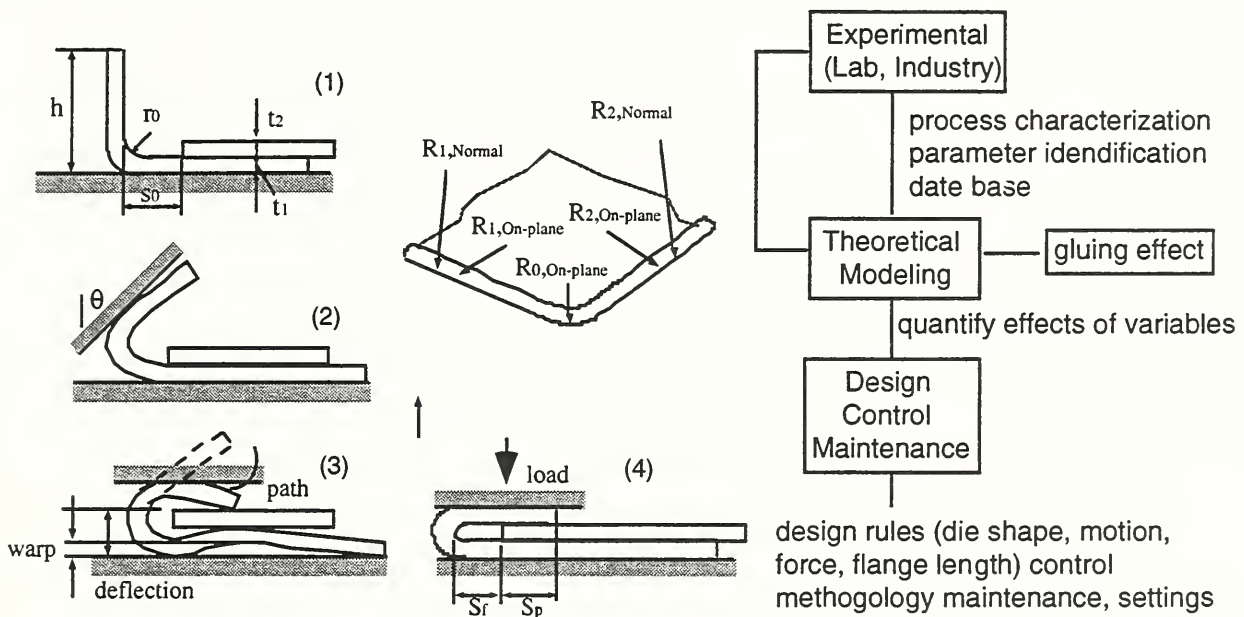 (1)
h
r0
t2
S0
t1
θ
(2)
(3)
path
warp
deflection
R2,Normal
R1,Normal
R1,On-plane
R2,On-plane
R0,On-plane
load
(4)
Sf
Sp
Experimental
(Lab, Industry)
process characterization
parameter idendification
date base
Theoretical
Modeling
gluing effect
quantify effects of variables
Design
Control
Maintenance
design rules (die shape, motion,
force, flange length) control
methogology maintenance, settings